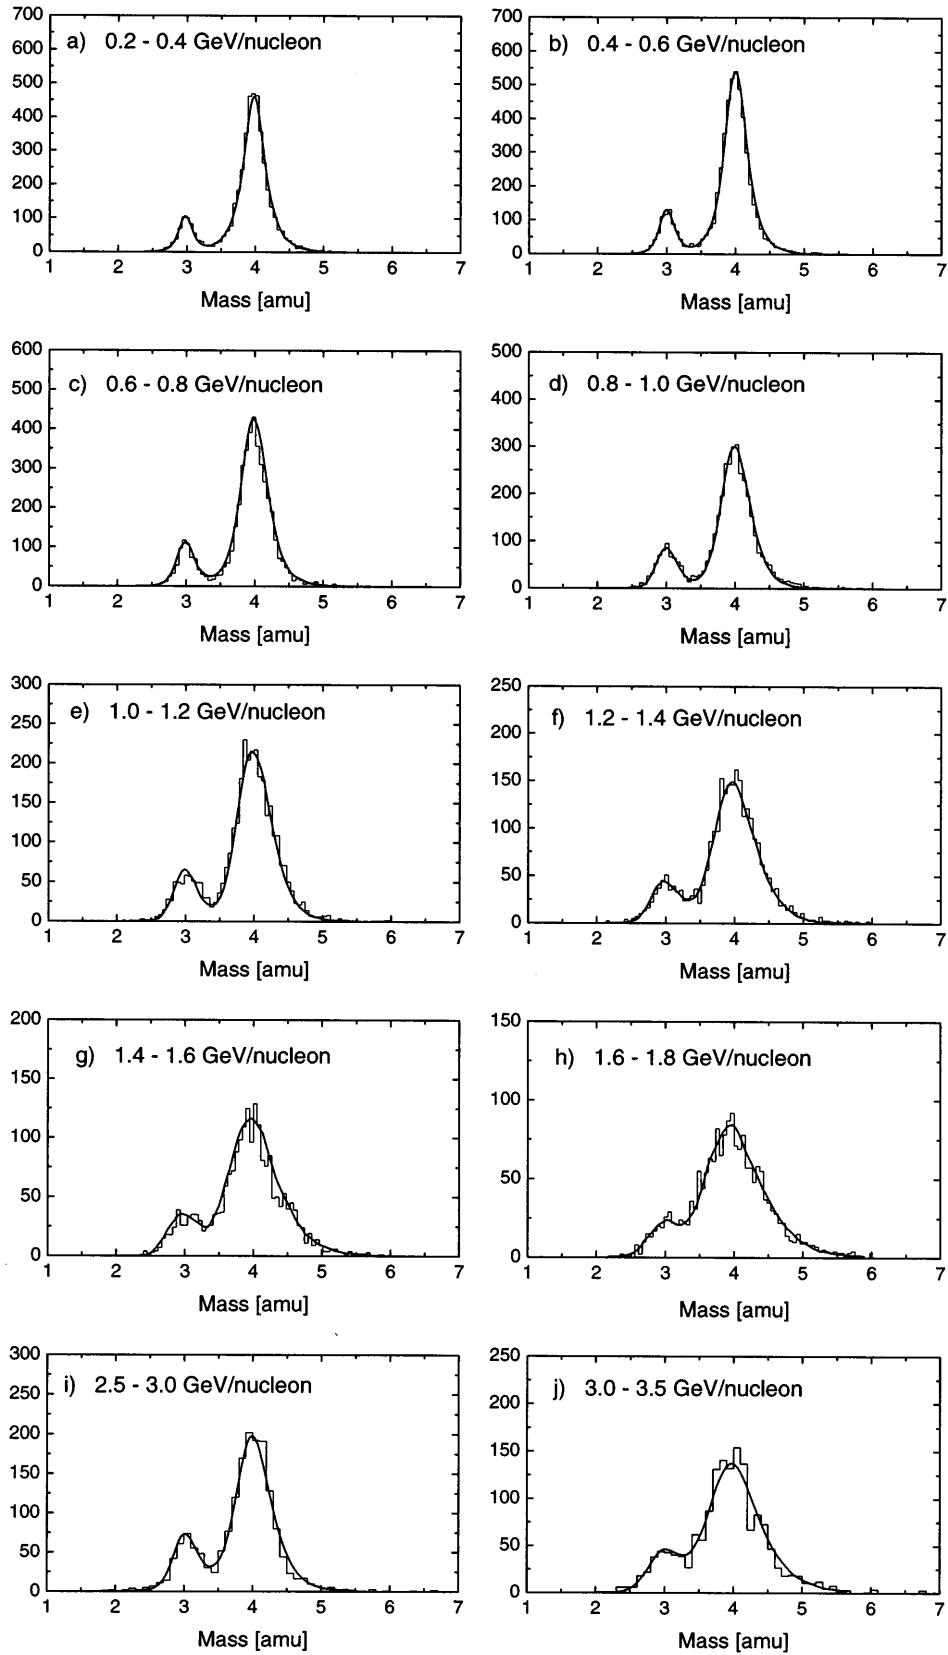 700
600
500
400
300
200
100
0
a) 0.2 - 0.4 GeV/nucleon
1 2 3 4 5 6 7
Mass [amu]
700
600
500
400
300
200
100
0
b) 0.4 - 0.6 GeV/nucleon
1 2 3 4 5 6 7
Mass [amu]
600
500
400
300
200
100
0
c) 0.6 - 0.8 GeV/nucleon
1 2 3 4 5 6 7
Mass [amu]
500
400
300
200
100
0
d) 0.8 - 1.0 GeV/nucleon
1 2 3 4 5 6 7
Mass [amu]
300
250
200
150
100
50
0
e) 1.0 - 1.2 GeV/nucleon
1 2 3 4 5 6 7
Mass [amu]
250
200
150
100
50
0
f) 1.2 - 1.4 GeV/nucleon
1 2 3 4 5 6 7
Mass [amu]
200
150
100
50
0
g) 1.4 - 1.6 GeV/nucleon
1 2 3 4 5 6 7
Mass [amu]
150
100
50
0
h) 1.6 - 1.8 GeV/nucleon
1 2 3 4 5 6 7
Mass [amu]
300
250
200
150
100
50
0
i) 2.5 - 3.0 GeV/nucleon
1 2 3 4 5 6 7
Mass [amu]
250
200
150
100
50
0
j) 3.0 - 3.5 GeV/nucleon
1 2 3 4 5 6 7
Mass [amu]